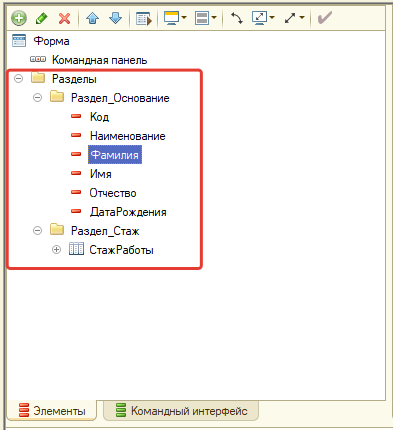 Форма
Командная панель
Разделы
Раздел_Основание
Код
Наименование
Фамилия
Имя
Отчество
ДатаРождения
Раздел_Стаж
СтажРаботы
Элементы
Командный интерфейс